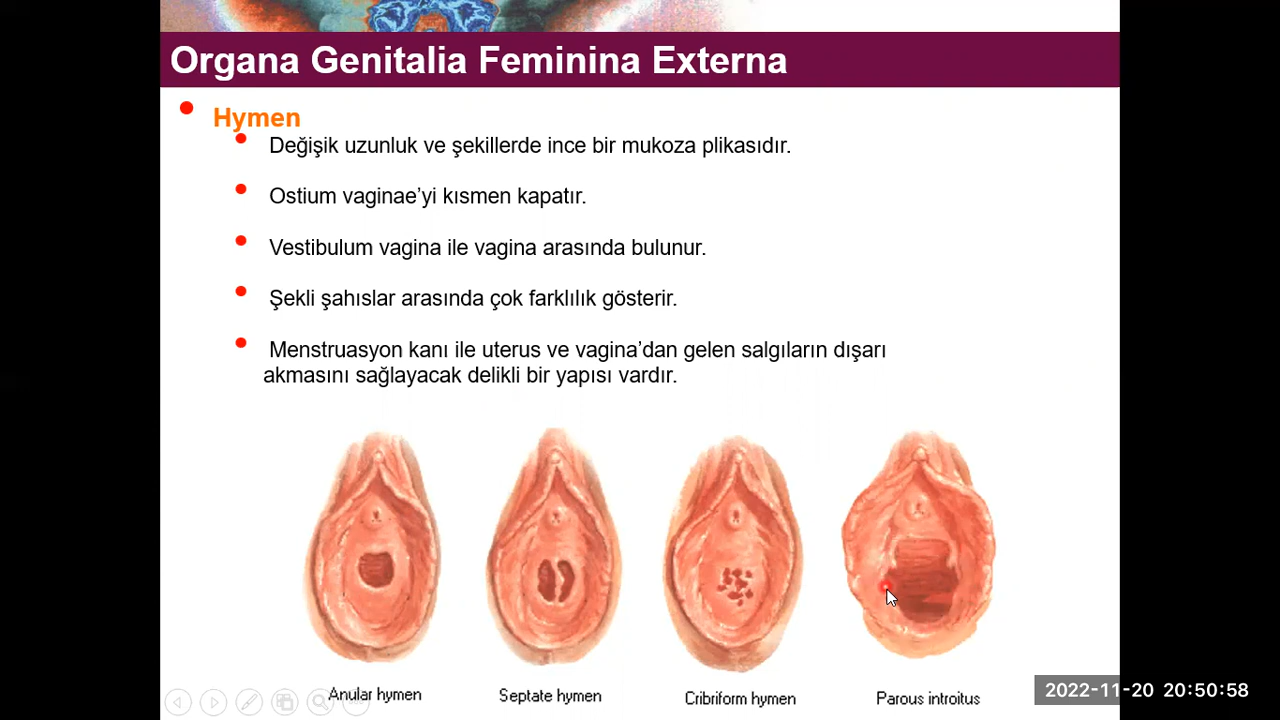 Organa Genitalia Feminina Externa
Hymen
Değişik uzunluk ve şekillerde ince bir mukoza plikasıdır.
Ostium vaginae’yi kısmen kapatır.
Vestibulum vagina ile vagina arasında bulunur.
Şekli şahıslar arasında çok farklılık gösterir.
Menstruasyon kanı ile uterus ve vagina’dan gelen salgıların dışarı
akmasını sağlayacak delikli bir yapısı vardır.
Anular hymen
Septate hymen
Cribriform hymen
Parous introitus
2022-11-20 20:50:58